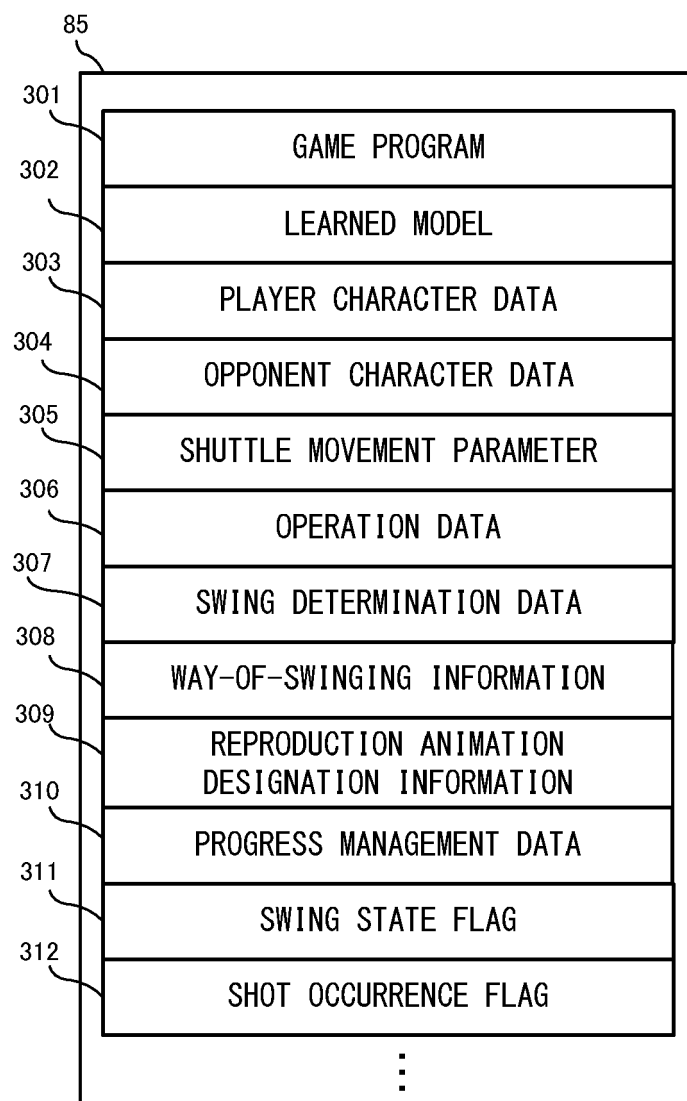 85
301
GAME PROGRAM
302
LEARNED MODEL
303
PLAYER CHARACTER DATA
304
OPPONENT CHARACTER DATA
305
SHUTTLE MOVEMENT PARAMETER
306
OPERATION DATA
307
SWING DETERMINATION DATA
308
WAY-OF-SWINGING INFORMATION
309
REPRODUCTION ANIMATION
DESIGNATION INFORMATION
310
PROGRESS MANAGEMENT DATA
311
SWING STATE FLAG
312
SHOT OCCURRENCE FLAG
⋮